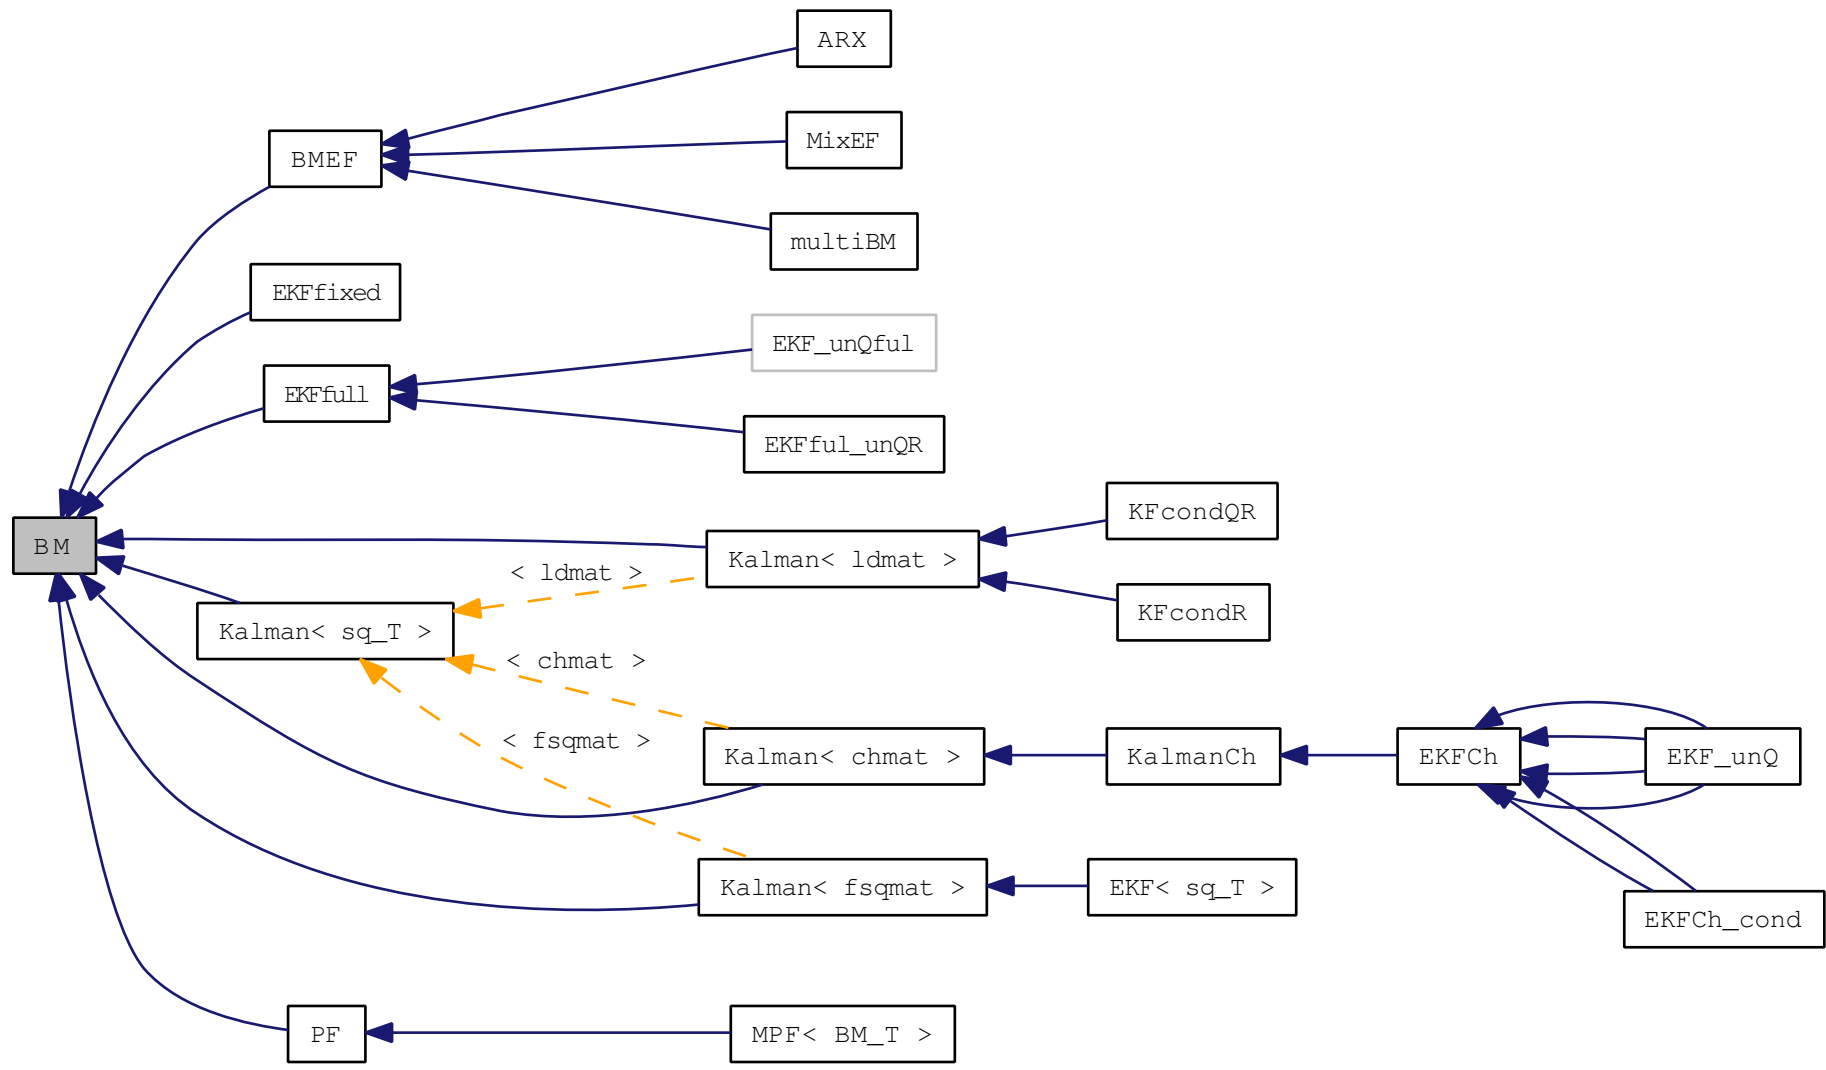 ARX
MixEF
BMEF
multiBM
EKFfixed
EKF_unQful
EKFfull
EKFful_unQR
KFcondQR
BM
Kalman< ldmat >
< ldmat >
KFcondR
Kalman< sq_T >
< chmat >
< fsqmat >
Kalman< chmat >
KalmanCh
EKFCh
EKF_unQ
Kalman< fsqmat >
EKF< sq_T >
EKFCh_cond
PF
MPF< BM_T >